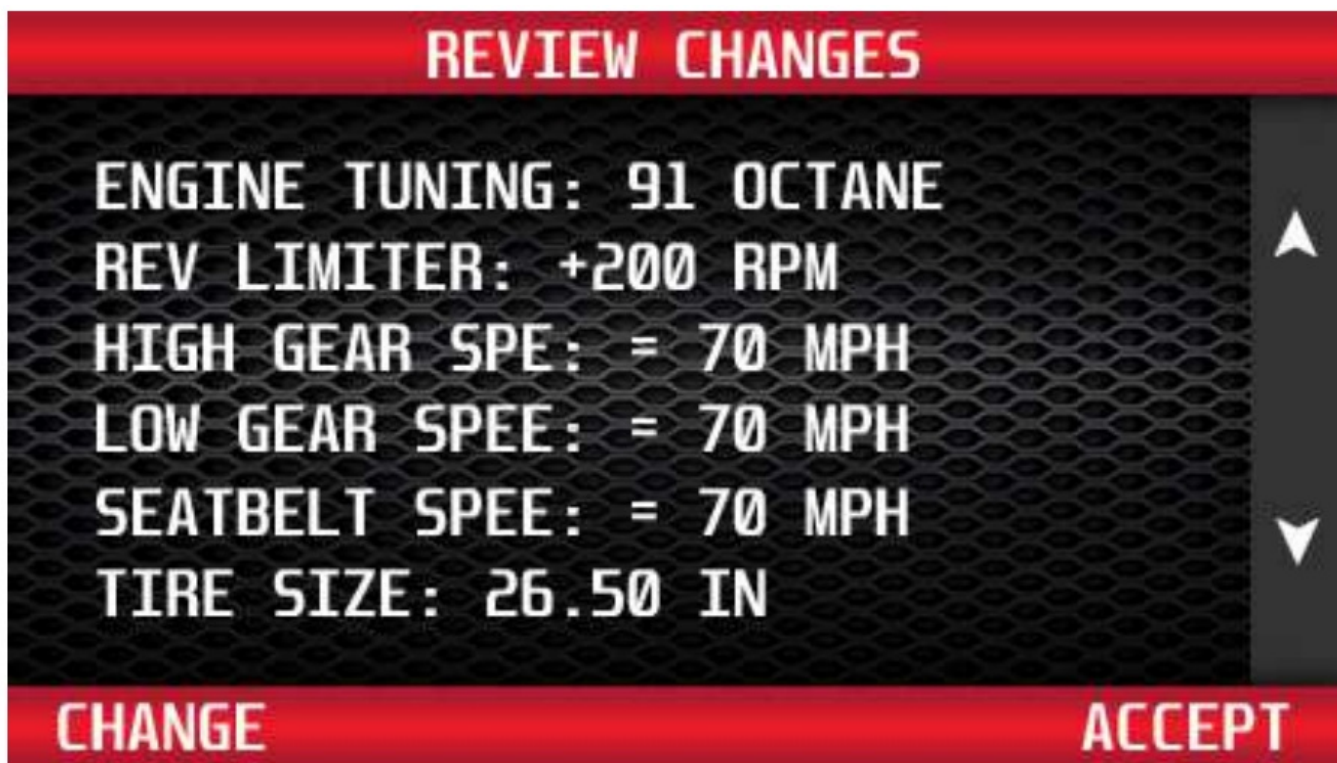 REVIEW CHANGES
ENGINE TUNING: 91 OCTANE
REV LIMITER: +200 RPM
HIGH GEAR SPE: = 70 MPH
LOW GEAR SPEE: = 70 MPH
SEATBELT SPEE: = 70 MPH
TIRE SIZE: 26.50 IN
CHANGE
ACCEPT